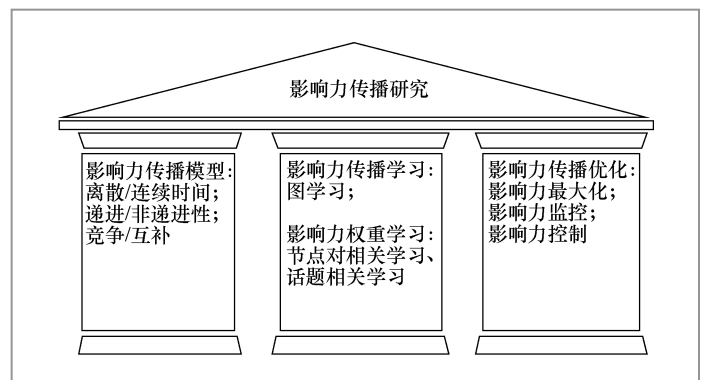 影响力传播研究
影响力传播模型：
离散/连续时间；
递进/非递进性；
竞争/互补
影响力传播学习：
图学习；
影响力权重学习：
节点对相关学习、
话题相关学习
影响力传播优化：
影响力最大化；
影响力监控；
影响力控制